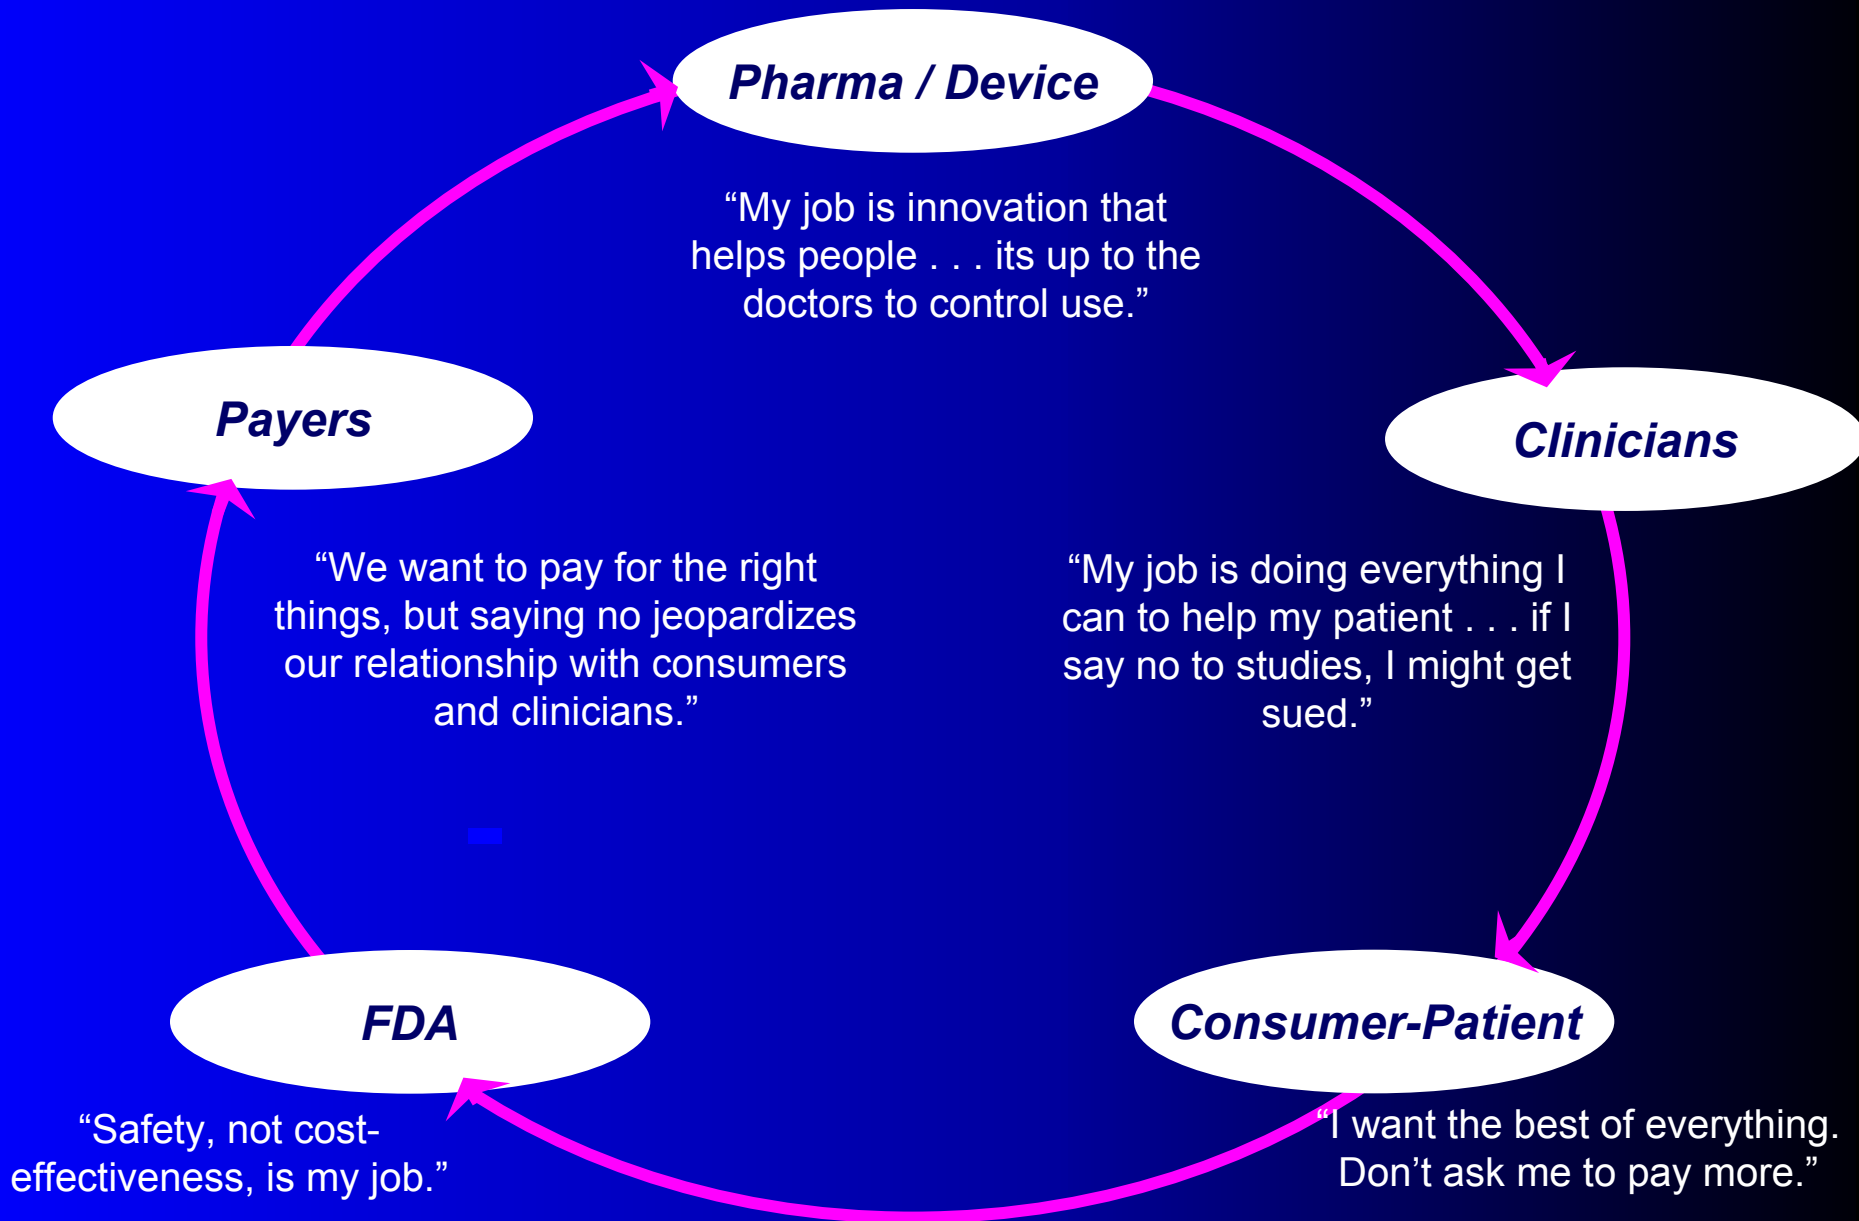 Pharma / Device
“My job is innovation that
helps people . . . its up to the
doctors to control use.”
Payers
Clinicians
“We want to pay for the right
things, but saying no jeopardizes
our relationship with consumers
and clinicians.”
“My job is doing everything I
can to help my patient . . . if I
say no to studies, I might get
sued.”
FDA
Consumer-Patient
“Safety, not cost-
effectiveness, is my job.”
“I want the best of everything.
Don’t ask me to pay more.”